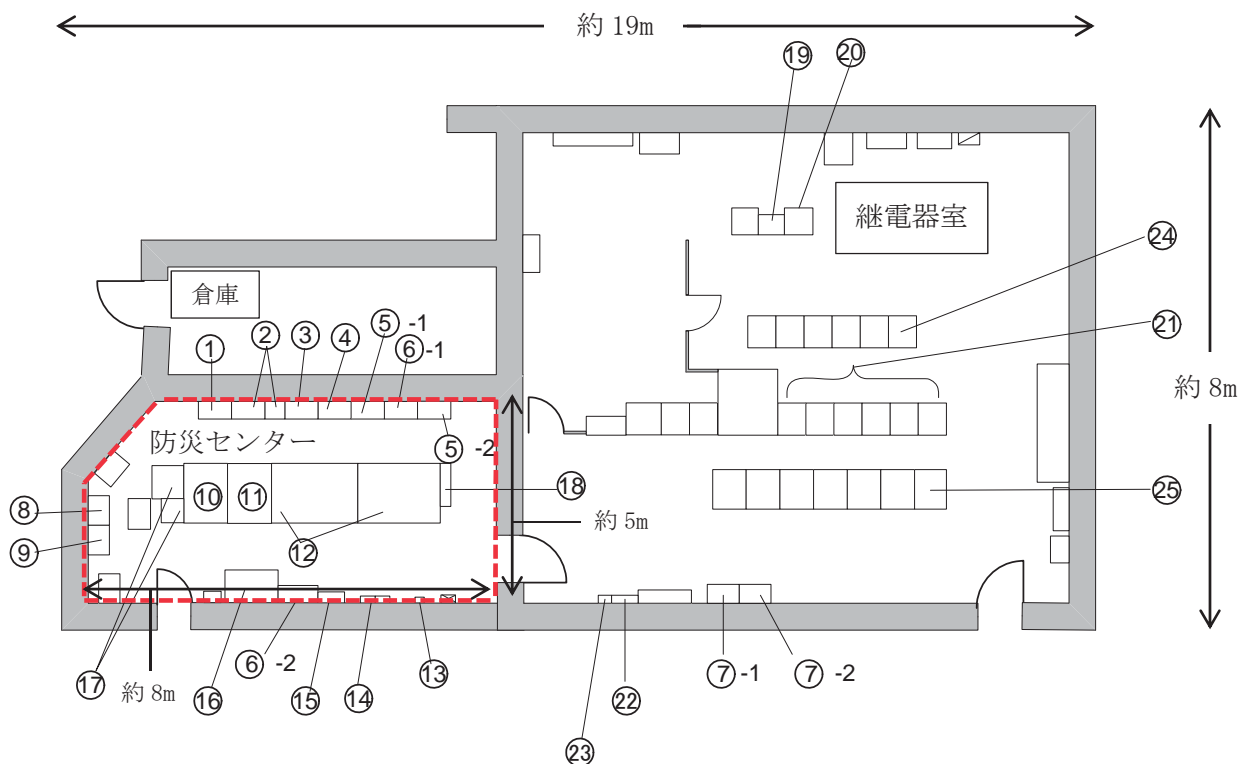 約 19m
⑲
⑳
継電器室
㉔
倉庫
㉑
① ② ③ ④ ⑤ -1
⑥ -1
約 8m
防災センター
⑤ -2
⑧
⑩ ⑪
⑱
㉕
⑨
⑫
約 5m
⑰
約 8m
⑯
⑥ -2
⑮
⑭
⑬
㉓
㉒
⑦ -1
⑦ -2